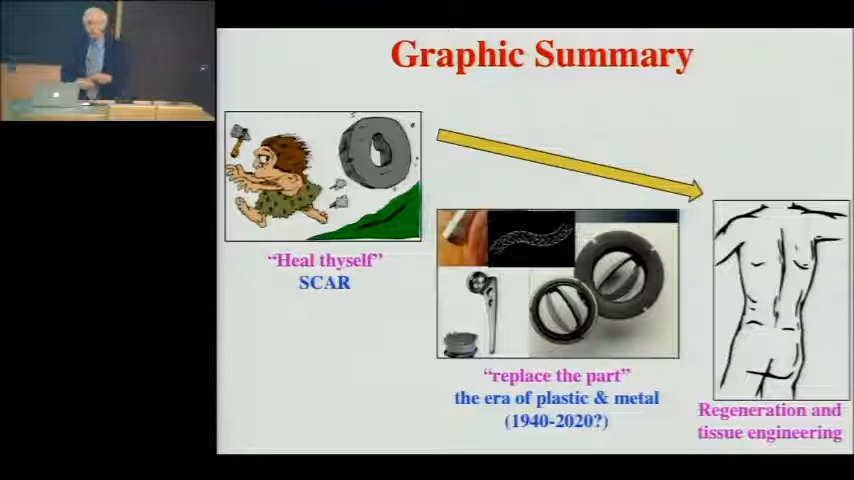 Graphic Summary
“Heal thyself”
SCAR
“replace the part”
the era of plastic & metal
(1940-2020?)
Regeneration and
tissue engineering